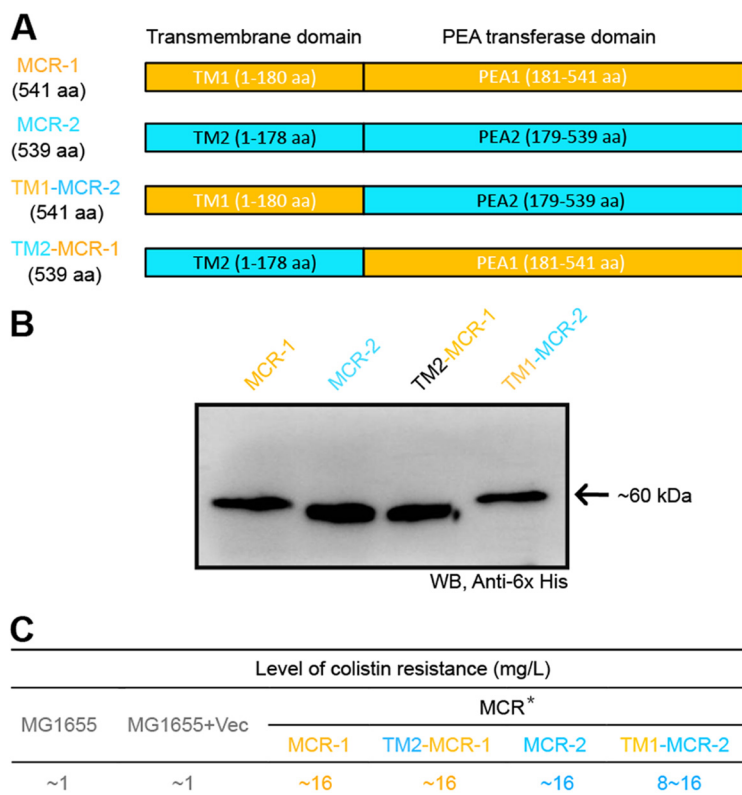 A
Transmembrane domain PEA transferase domain
MCR-1
(541 aa)
TM1 (1-180 aa) PEA1 (181-541 aa)
MCR-2
(539 aa)
TM2 (1-178 aa) PEA2 (179-539 aa)
TM1-MCR-2
(541 aa)
TM1 (1-180 aa) PEA2 (179-539 aa)
TM2-MCR-1
(539 aa)
TM2 (1-178 aa) PEA1 (181-541 aa)
B
MCR-1 MCR-2 TM2-MCR-1 TM1-MCR-2
~60 kDa
WB, Anti-6x His
C
Level of colistin resistance (mg/L)
MG1655 MG1655+Vec MCR*
MCR-1 TM2-MCR-1 MCR-2 TM1-MCR-2
~1 ~1 ~16 ~16 ~16 8~16